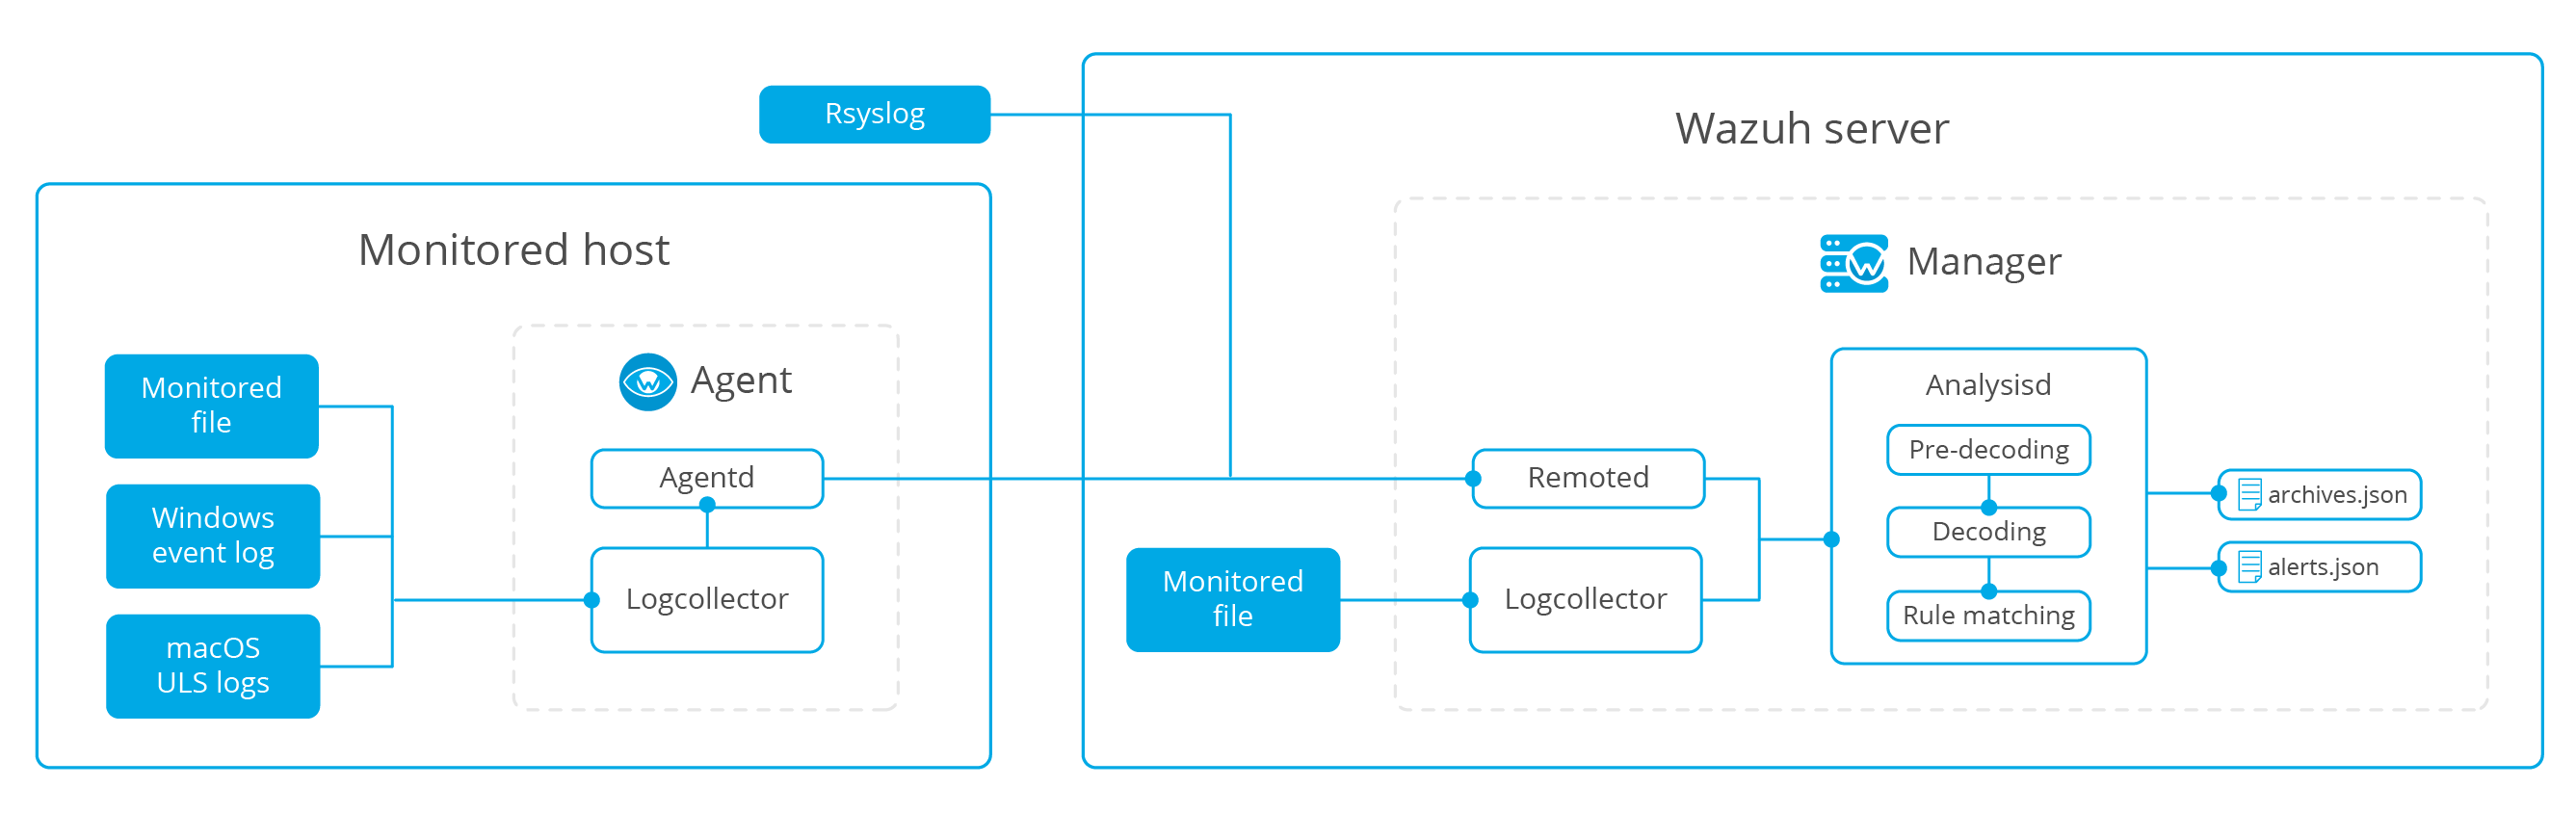 Rsyslog
Wazuh server
Monitored host
Manager
Agent
Monitored
file
Windows
event log
macOS
ULS logs
Agentd
Logcollector
Monitored
file
Remoted
Logcollector
Analysisd
Pre-decoding
Decoding
Rule matching
archives.json
alerts.json